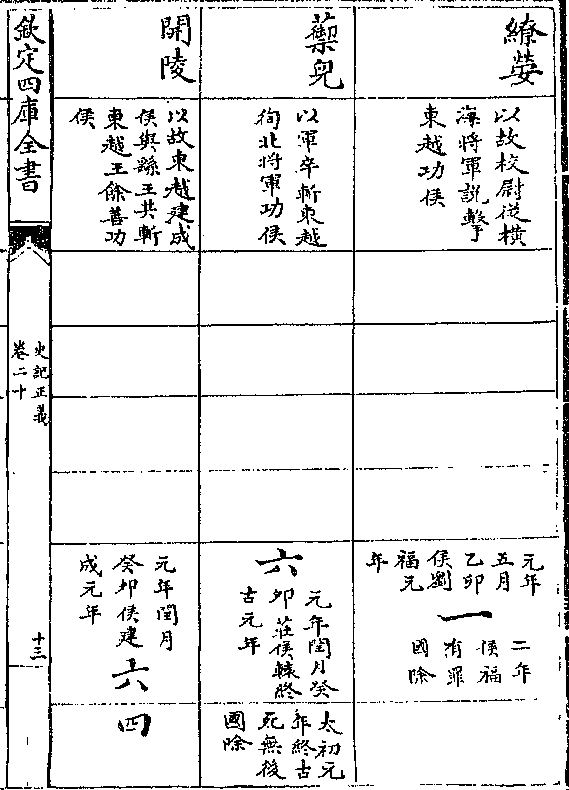 繚嫈
以故校尉從橫
海將軍說擊
東越功侯
元年
五月
乙卯
侯劉
福元
年
一
二年
侯福
有罪
國除
蘌兒
以軍卒斬東越
徇北將軍功侯
六
元年閏月癸
卯莊侯轅終
古元年
太初元
年終古
死無後
國除
開陵
以故東越建成
侯與繇王共斬
東越王餘善功
侯
元年閏月
癸卯侯建
成元年
六
四
欽定四庫全書
史記正義
卷二十
十三